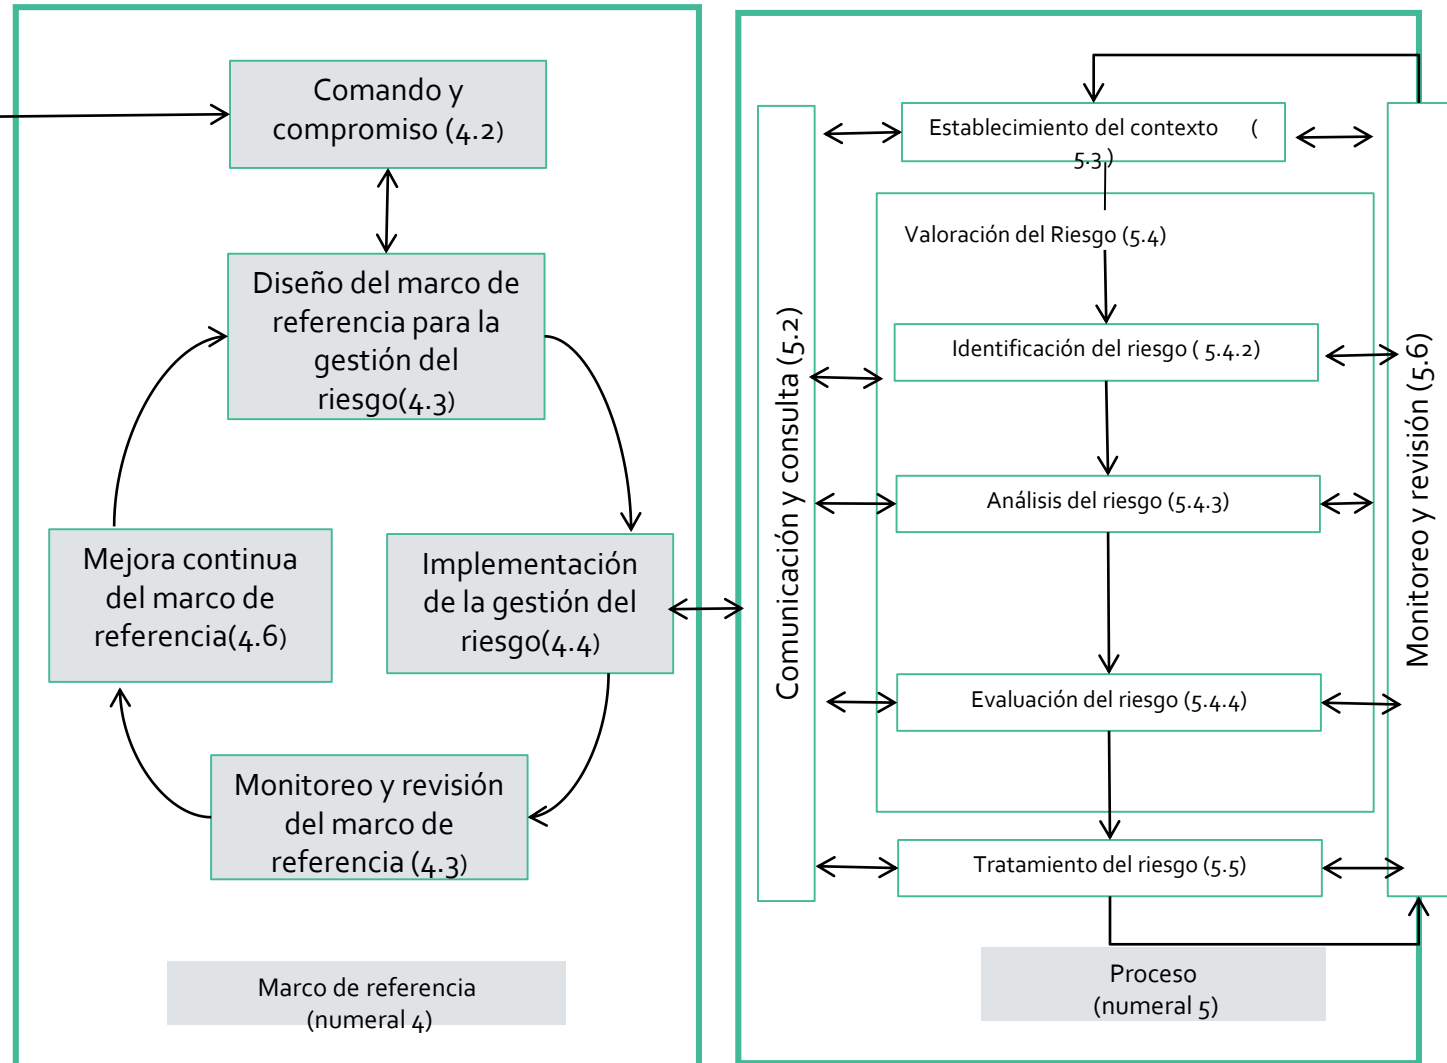 Comando y
compromiso (4.2)
Diseño del marco de
referencia para la
gestión del
riesgo(4.3)
Mejora continua
del marco de
referencia(4.6)
Implementación
de la gestión del
riesgo(4.4)
Monitoreo y revisión
del marco de
referencia (4.3)
Marco de referencia
(numeral 4)
Comunicación y consulta (5.2)
Establecimiento del contexto (
5.3)
Valoración del Riesgo (5.4)
Identificación del riesgo ( 5.4.2)
Análisis del riesgo (5.4.3)
Evaluación del riesgo (5.4.4)
Tratamiento del riesgo (5.5)
Monitoreo y revisión (5.6)
Proceso
(numeral 5)